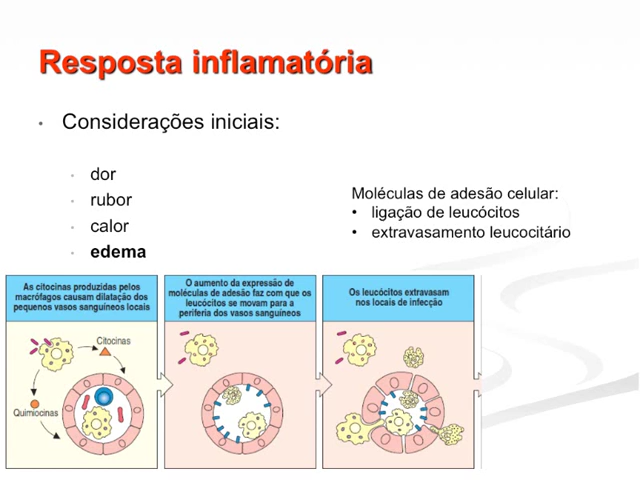 Resposta inflamatória
• Considerações iniciais:
• dor
• rubor
• calor
• edema
Moléculas de adesão celular:
• ligação de leucócitos
• extravasamento leucocitário
As citocinas produzidas pelos
macrófagos causam dilatação dos
pequenos vasos sanguíneos locais
Citocinas
Quimiocinas
O aumento da expressão de
moléculas de adesão faz com que os
leucócitos se movam para a
periferia dos vasos sanguíneos
Os leucócitos extravasam
nos locais de infecção